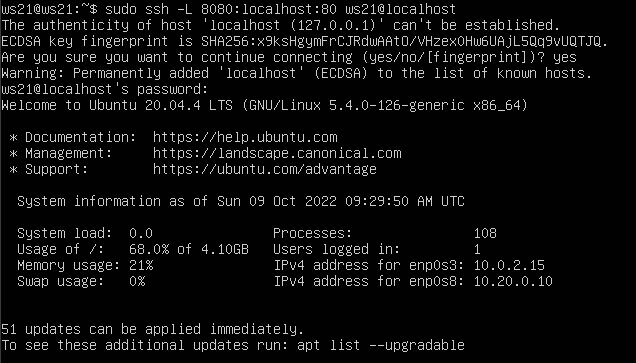 ws21@ws21:~$ sudo ssh -L 8080:localhost:80 ws21@localhost
The authenticity of host 'localhost (127.0.0.1)' can't be established.
ECDSA key fingerprint is SHA256:x9ksHgymFrCJRdwAAtO/VHzex0Hw6UAjL5Qq9vUQTJQ.
Are you sure you want to continue connecting (yes/no/[fingerprint])? yes
Warning: Permanently added 'localhost' (ECDSA) to the list of known hosts.
ws21@localhost's password:
Welcome to Ubuntu 20.04.4 LTS (GNU/Linux 5.4.0-126-generic x86_64)
* Documentation: https://help.ubuntu.com
* Management: https://landscape.canonical.com
* Support: https://ubuntu.com/advantage
System information as of Sun 09 Oct 2022 09:29:50 AM UTC
System load: 0.0 Processes: 108
Usage of /: 68.0% of 4.10GB Users logged in: 1
Memory usage: 21% IPv4 address for enp0s3: 10.0.2.15
Swap usage: 0% IPv4 address for enp0s8: 10.20.0.10
51 updates can be applied immediately.
To see these additional updates run: apt list --upgradable